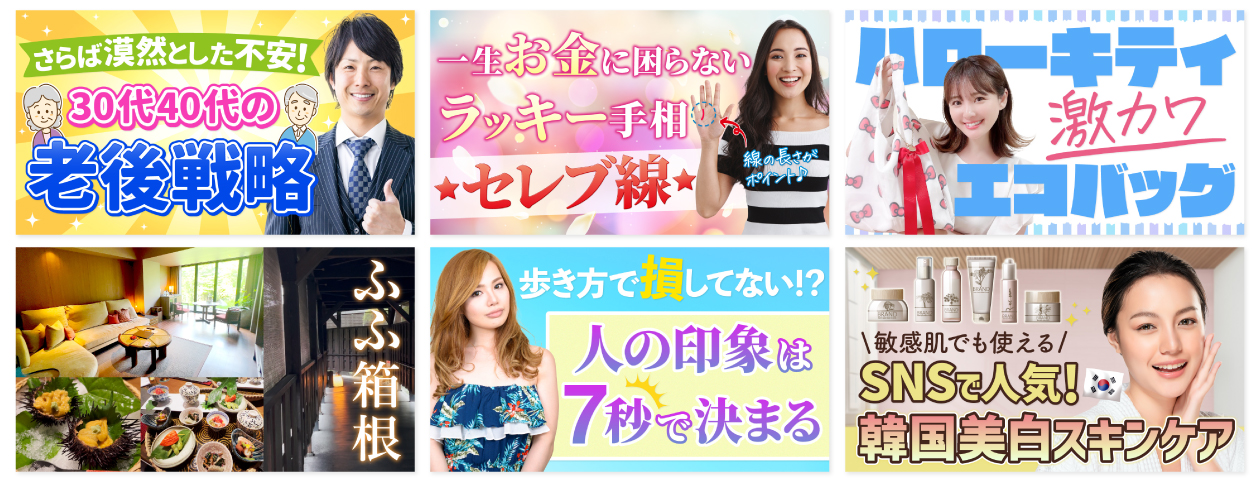 さらば漠然とした不安!
30代40代の
老後戦略
一生お金に困らない
ラッキー手相
★セレブ線★
線の長さが
ポイント♪
ハローキティ
激カワ
エコバッグ
ふふ箱根
歩き方で損してない!?
人の印象は
7秒で決まる
\敏感肌でも使える/
SNSで人気!
韓国美白スキンケア